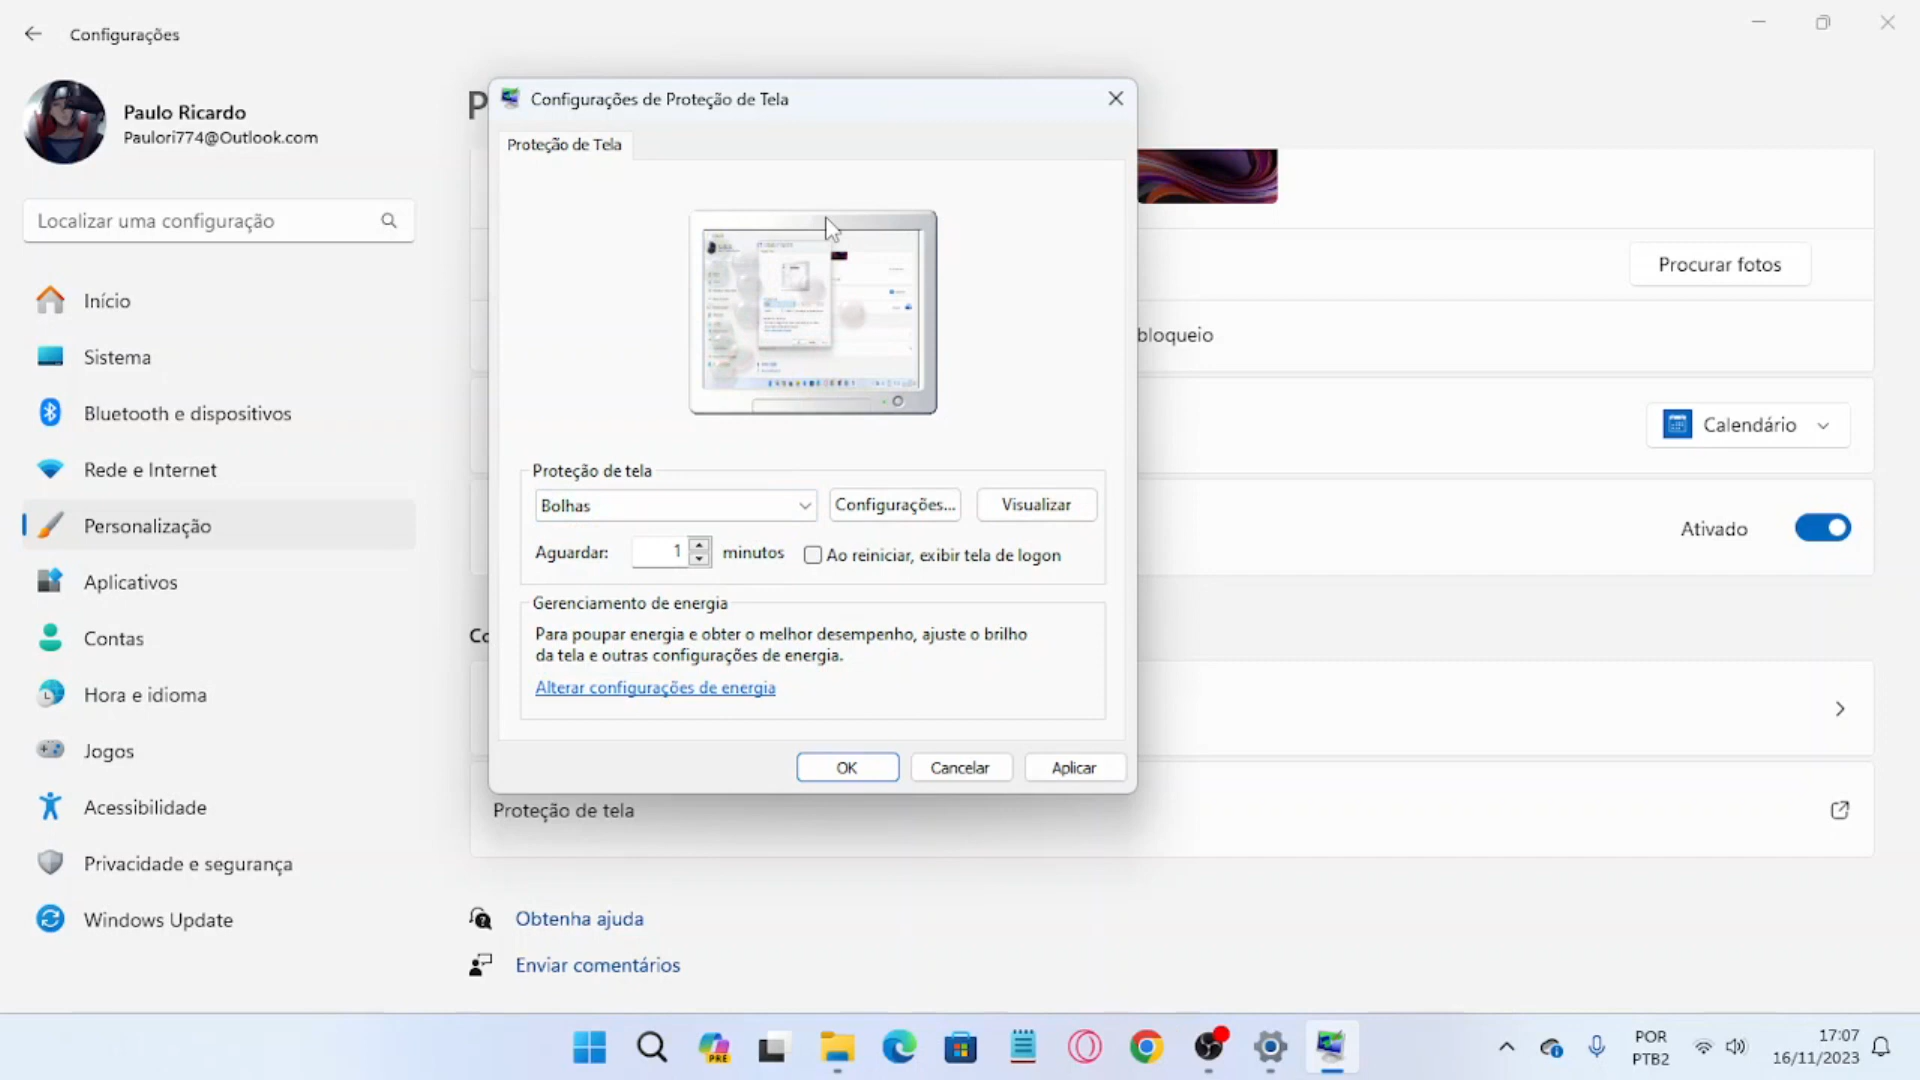 Configurações
Paulo Ricardo
Paulori774@Outlook.com
Localizar uma configuração
Início
Sistema
Bluetooth e dispositivos
Rede e Internet
Personalização
Aplicativos
Contas
Hora e idioma
Jogos
Acessibilidade
Privacidade e segurança
Windows Update
P
Configurações de Proteção de Tela
Proteção de Tela
Proteção de tela
Bolhas
Configurações...
Visualizar
Aguardar:
1
minutos
Ao reiniciar, exibir tela de logon
Gerenciamento de energia
Para poupar energia e obter o melhor desempenho, ajuste o brilho
da tela e outras configurações de energia.
Alterar configurações de energia
OK
Cancelar
Aplicar
Procurar fotos
bloqueio
Calendário
Ativado
Co
Proteção de tela
Obtenha ajuda
Enviar comentários
PRE
POR
PTB2
17:07
16/11/2023